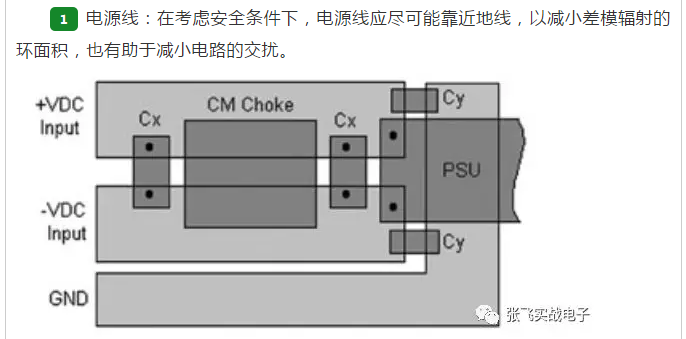 1 电源线：在考虑安全条件下，电源线应尽可能靠近地线，以减小差模辐射的
环面积，也有助于减小电路的交扰。
+VDC
Input
Cx
CM Choke
Cx
Cy
PSU
-VDC
Input
Cy
GND
张飞实战电子